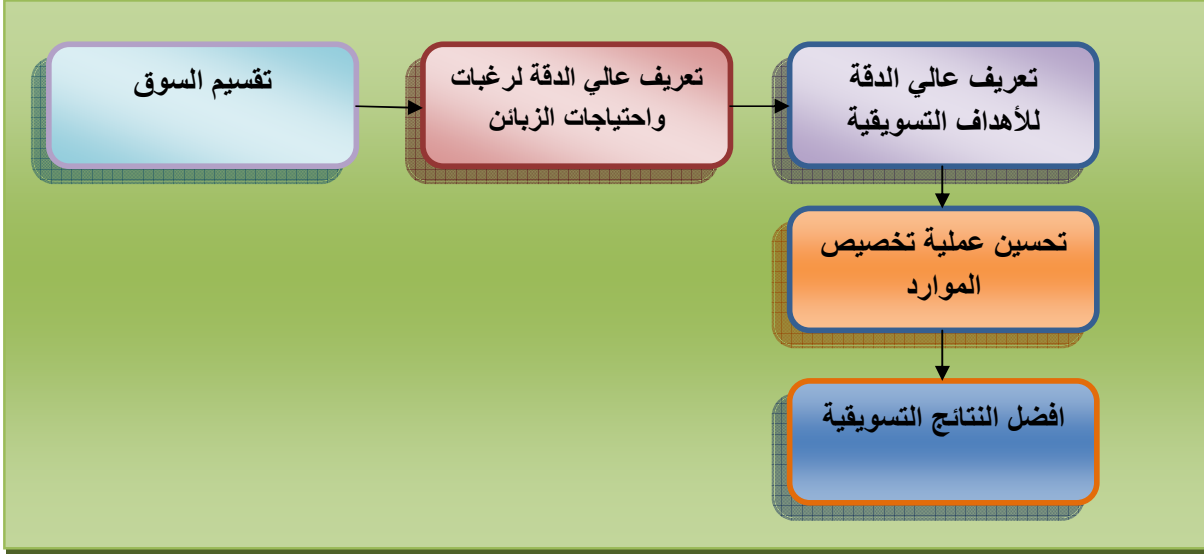 تقسيم السوق
تعريف عالي الدقة لرغبات
واحتياجات الزبائن
تعريف عالي الدقة
للأهداف التسويقية
تحسين عملية تخصيص
الموارد
افضل النتائج التسويقية